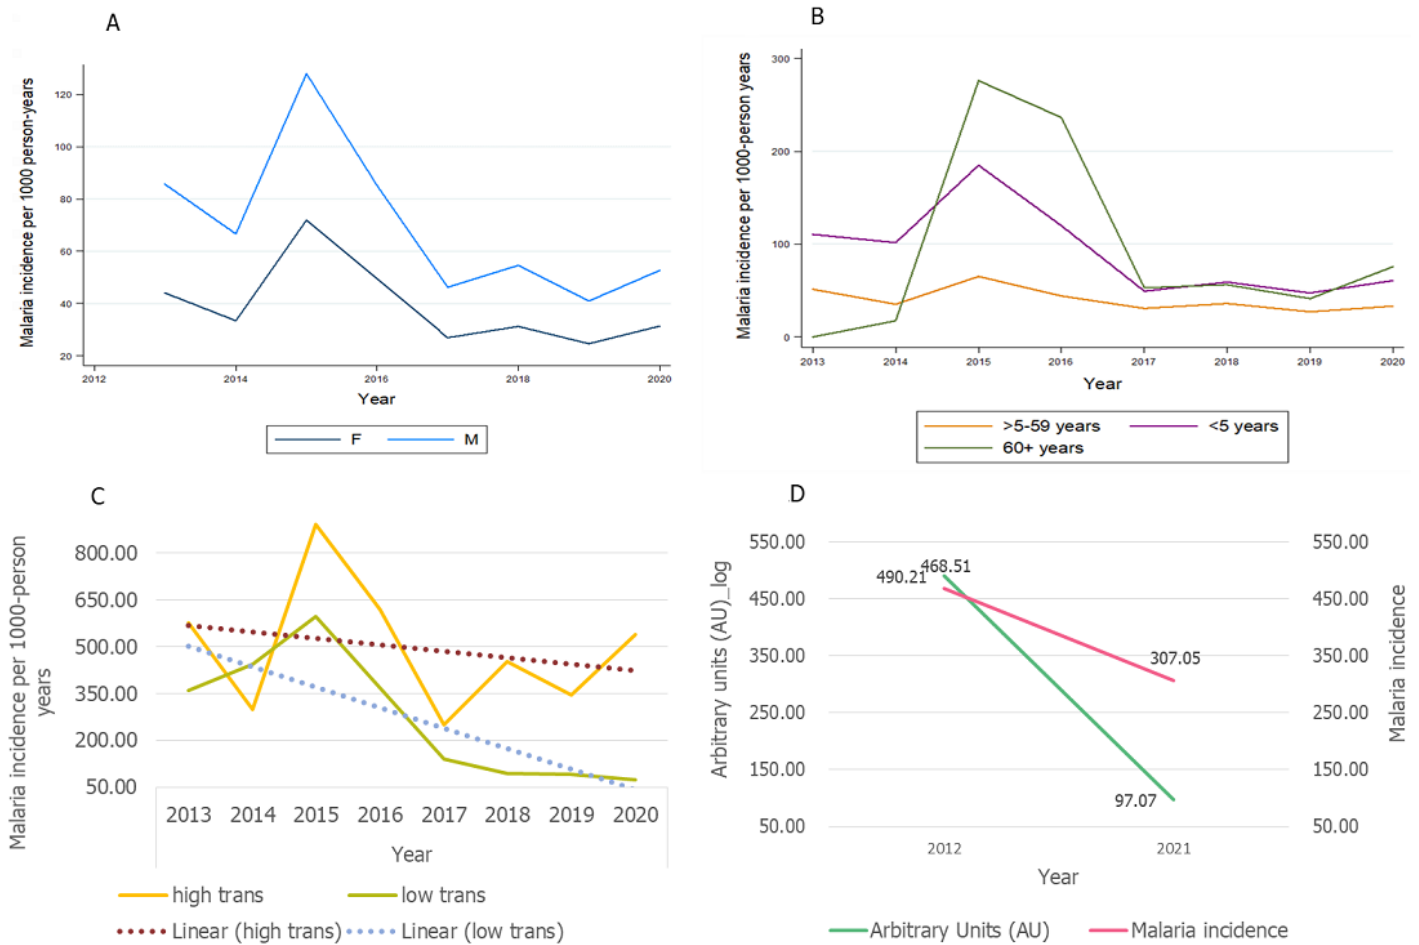 A
Malaria incidence per 1000 person-years
120
100
80
60
40
20
2012
2014
2016
2018
2020
Year
F
M
B
Malaria incidence per 1000-person years
300
200
100
0
2013
2014
2015
2016
2017
2018
2019
2020
Year
>5-59 years
<5 years
60+ years
C
Malaria incidence per 1000-person
years
800.00
650.00
500.00
350.00
200.00
50.00
2013
2014
2015
2016
2017
2018
2019
2020
Year
high trans
low trans
Linear (high trans)
Linear (low trans)
D
Arbitrary units (AU)_log
550.00
450.00
350.00
250.00
150.00
50.00
468.51
490.21
307.05
97.07
550.00
450.00
350.00
250.00
150.00
50.00
Malaria incidence
2012
2021
Year
Arbitrary Units (AU)
Malaria incidence